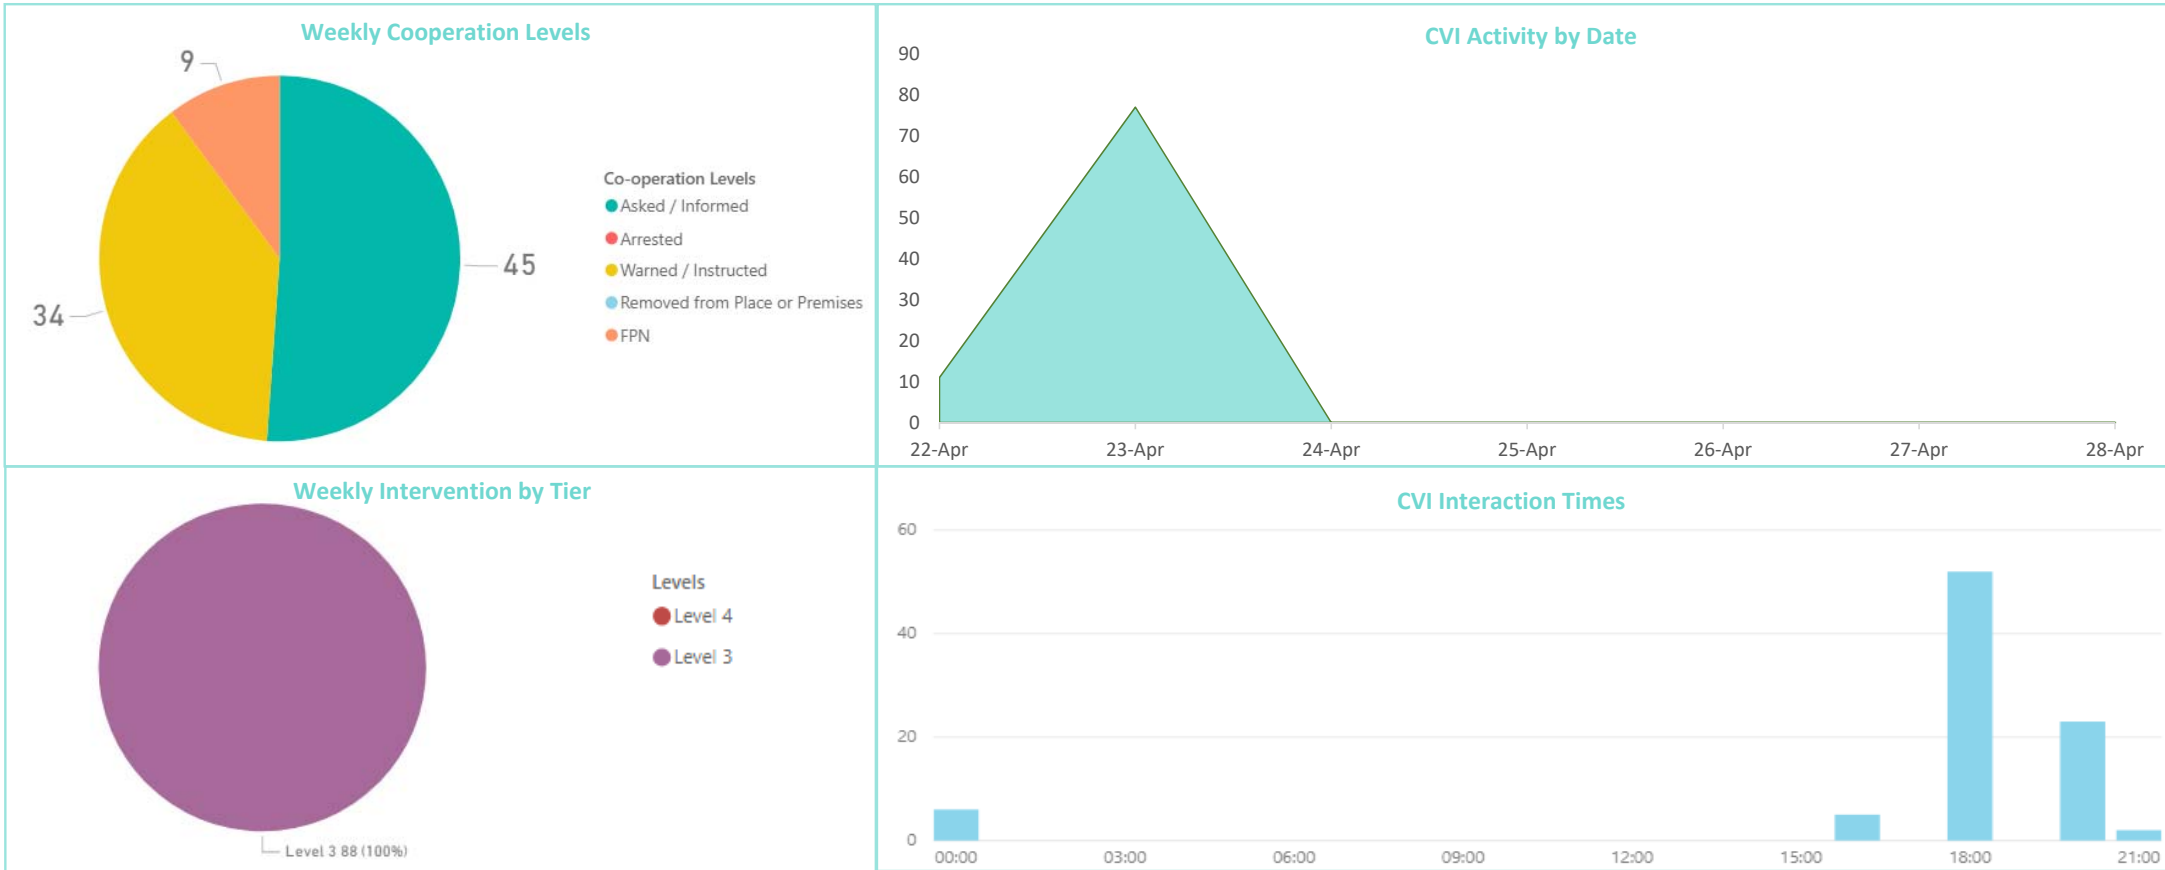 Weekly Cooperation Levels
9
45
34
Co-operation Levels
Asked / Informed
Arrested
Warned / Instructed
Removed from Place or Premises
FPN
CVI Activity by Date
90
80
70
60
50
40
30
20
10
0
22-Apr 23-Apr 24-Apr 25-Apr 26-Apr 27-Apr 28-Apr
Weekly Intervention by Tier
Levels
Level 4
Level 3
Level 3 88 (100%)
CVI Interaction Times
60
40
20
0
00:00 03:00 06:00 09:00 12:00 15:00 18:00 21:00